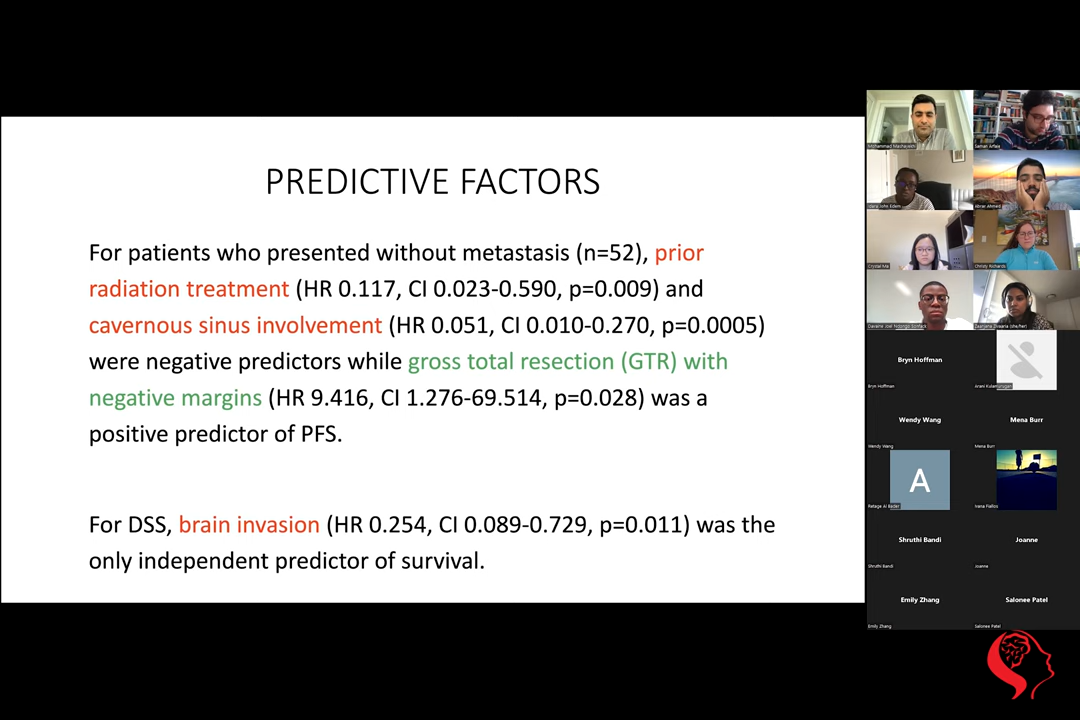 PREDICTIVE FACTORS
For patients who presented without metastasis (n=52), prior
radiation treatment (HR 0.117, CI 0.023-0.590, p=0.009) and
cavernous sinus involvement (HR 0.051, CI 0.010-0.270, p=0.0005)
were negative predictors while gross total resection (GTR) with
negative margins (HR 9.416, CI 1.276-69.514, p=0.028) was a
positive predictor of PFS.
For DSS, brain invasion (HR 0.254, CI 0.089-0.729, p=0.011) was the
only independent predictor of survival.
Crystal Ma
Christy Richards
Bryn Hoffman
Bryn Hoffman
Wendy Wang
Mena Burr
Wendy Wang
Mena Burr
A
Shruthi Bandi
Joanne
Shruthi Bandi
Joanne
Emily Zhang
Salonee Patel
Emily Zhang
Salonee Patel